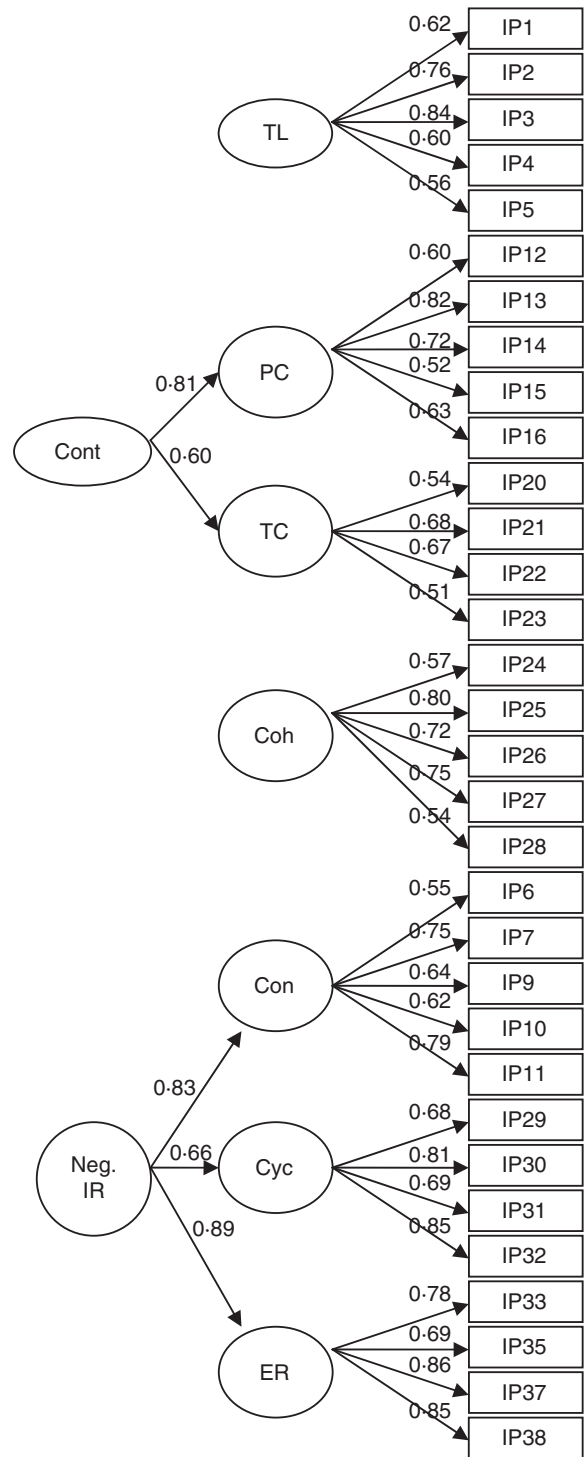 0·62 IP1
0·76 IP2
TL 0·84 IP3
0·60 IP4
0·56 IP5
0·60 IP12
0·82 IP13
PC 0·72 IP14
0·52 IP15
0·81
0·63 IP16
Cont
0·60
0·54 IP20
TC 0·68 IP21
0·67 IP22
0·51 IP23
0·57 IP24
Coh 0·80 IP25
0·72 IP26
0·75 IP27
0·54 IP28
0·55 IP6
0·75 IP7
Con 0·64 IP9
0·62 IP10
0·79 IP11
0·83
0·68 IP29
Neg.
IR
0·66 Cyc 0·81 IP30
0·69 IP31
0·89
0·85 IP32
0·78 IP33
0·69 IP35
ER 0·86 IP37
0·85 IP38